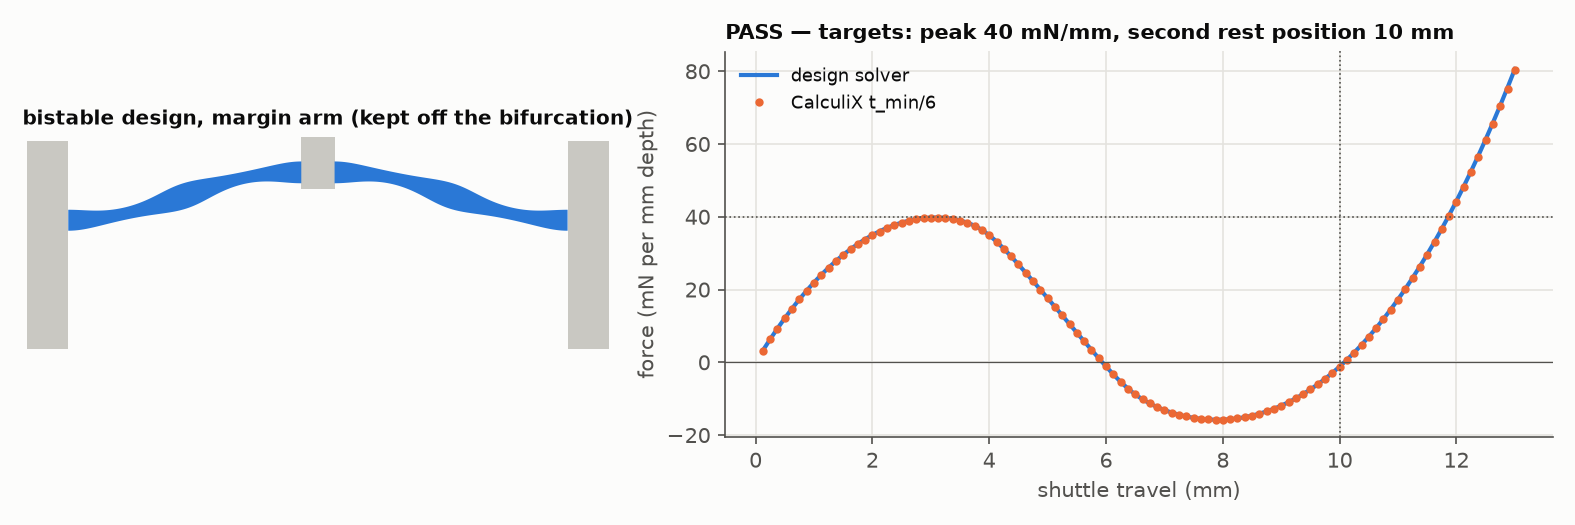 bistable design, margin arm (kept off the bifurcation)
PASS — targets: peak 40 mN/mm, second rest position 10 mm
design solver
CalculiX t_min/6
force (mN per mm depth)
80
60
40
20
0
−20
0 2 4 6 8 10 12
shuttle travel (mm)